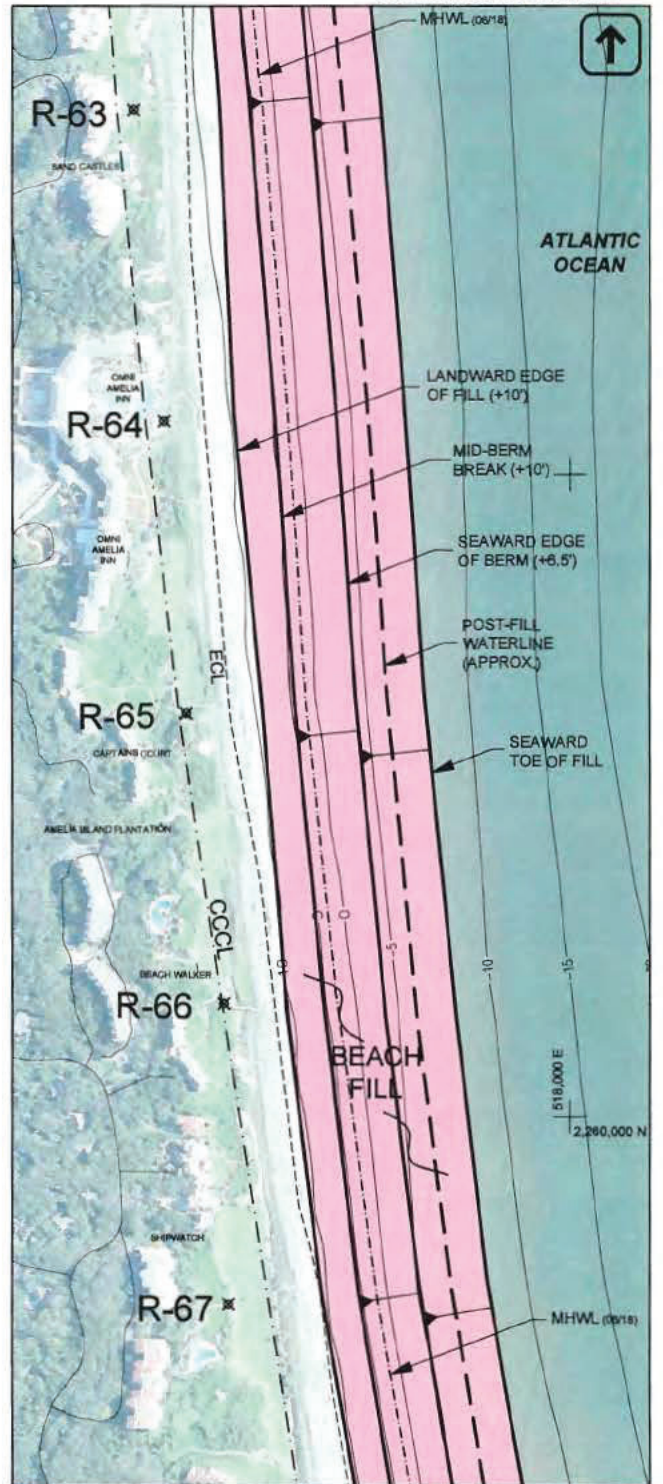 MHWL (06/18)
R-63
SAND CASTLES
ATLANTIC
OCEAN
OMNI
AMELIA
INN
LANDWARD EDGE
OF FILL (+10')
R-64
MID-BERM
BREAK (+10')
OMNI
AMELIA
INN
SEAWARD EDGE
OF BERM (+6.5')
POST-FILL
WATERLINE
(APPROX.)
ECL
R-65
CAPTAINS COURT
SEAWARD
TOE OF FILL
AMELIA ISLAND PLANTATION
CCCL
0
-5
-10
-15
BEACH WALKER
R-66
BEACH
FILL
518,000 E
2,260,000 N
SHIPWATCH
R-67
MHWL (06/18)